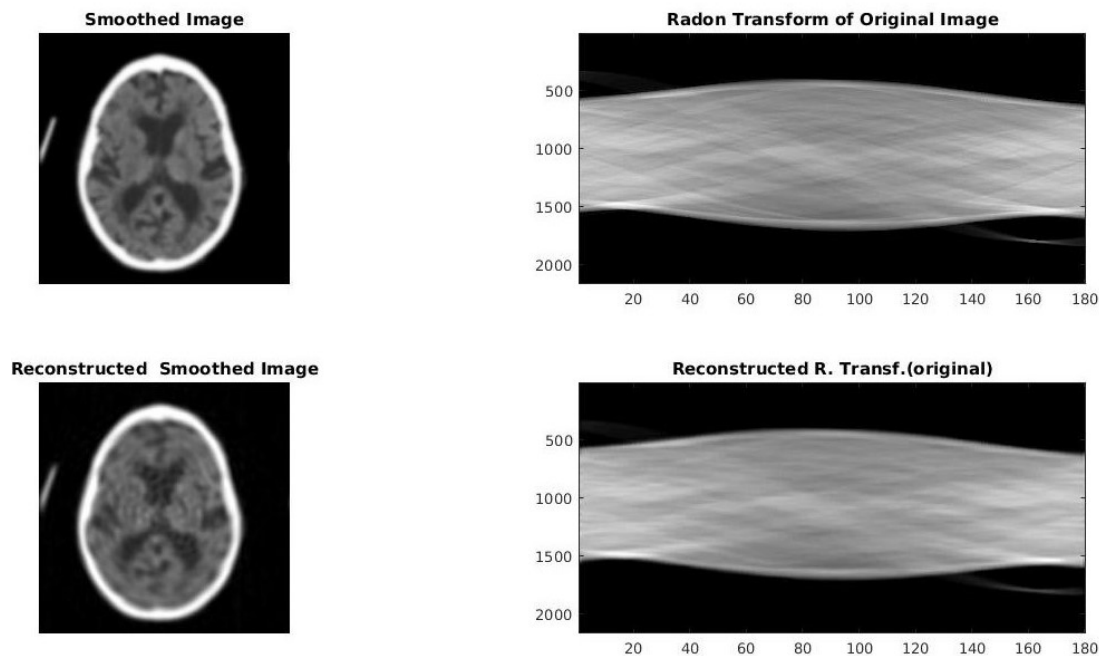 Smoothed Image
Radon Transform of Original Image
500
1000
1500
2000
20 40 60 80 100 120 140 160 180
Reconstructed  Smoothed Image
Reconstructed R. Transf.(original)
500
1000
1500
2000
20 40 60 80 100 120 140 160 180